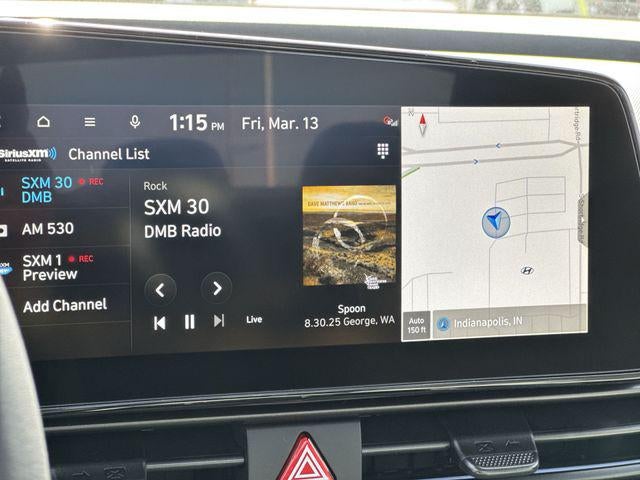 1:15 PM
Fri, Mar. 13
N
SiriusXM
SATELLITE RADIO
Channel List
SXM 30 REC
DMB
AM 530
SXM 1 REC
Preview
Add Channel
Rock
SXM 30
DMB Radio
Live
DAVE MATTHEWS BAND
Spoon
8.30.25 George, WA
Auto
150 ft
Indianapolis, IN